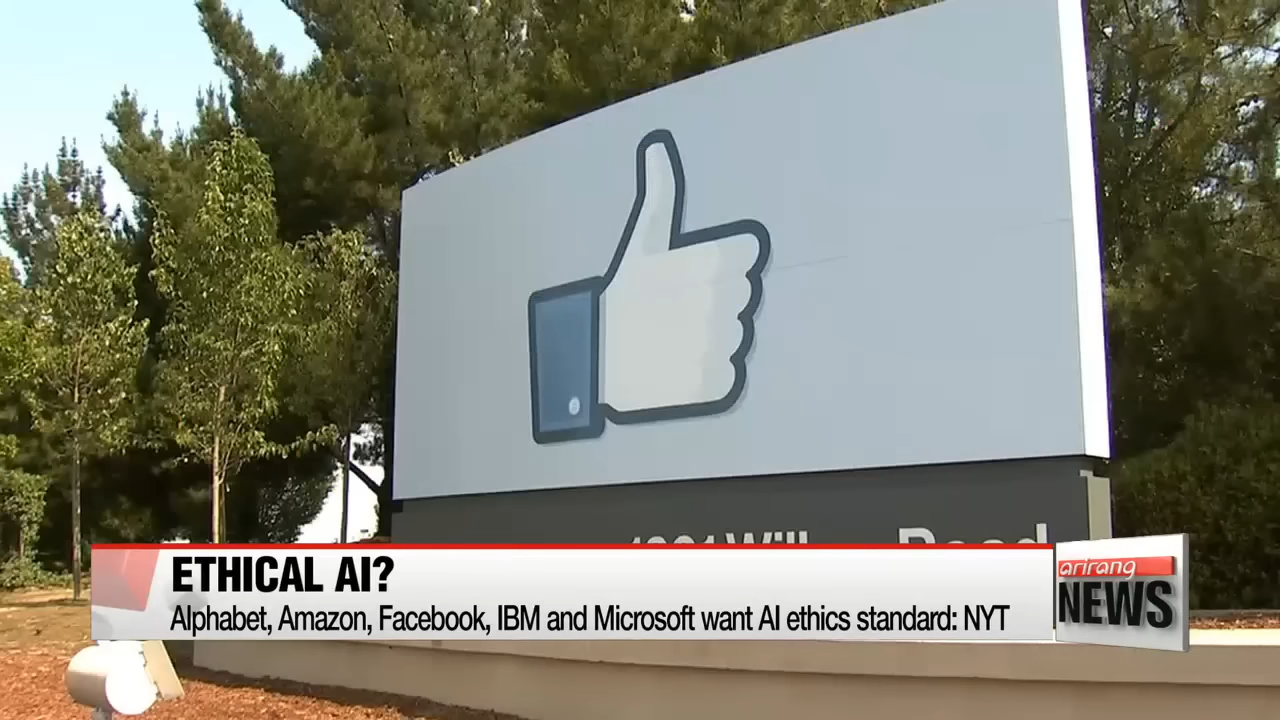 ETHICAL AI?
Alphabet, Amazon, Facebook, IBM and Microsoft want AI ethics standard: NYT
arirang
NEWS